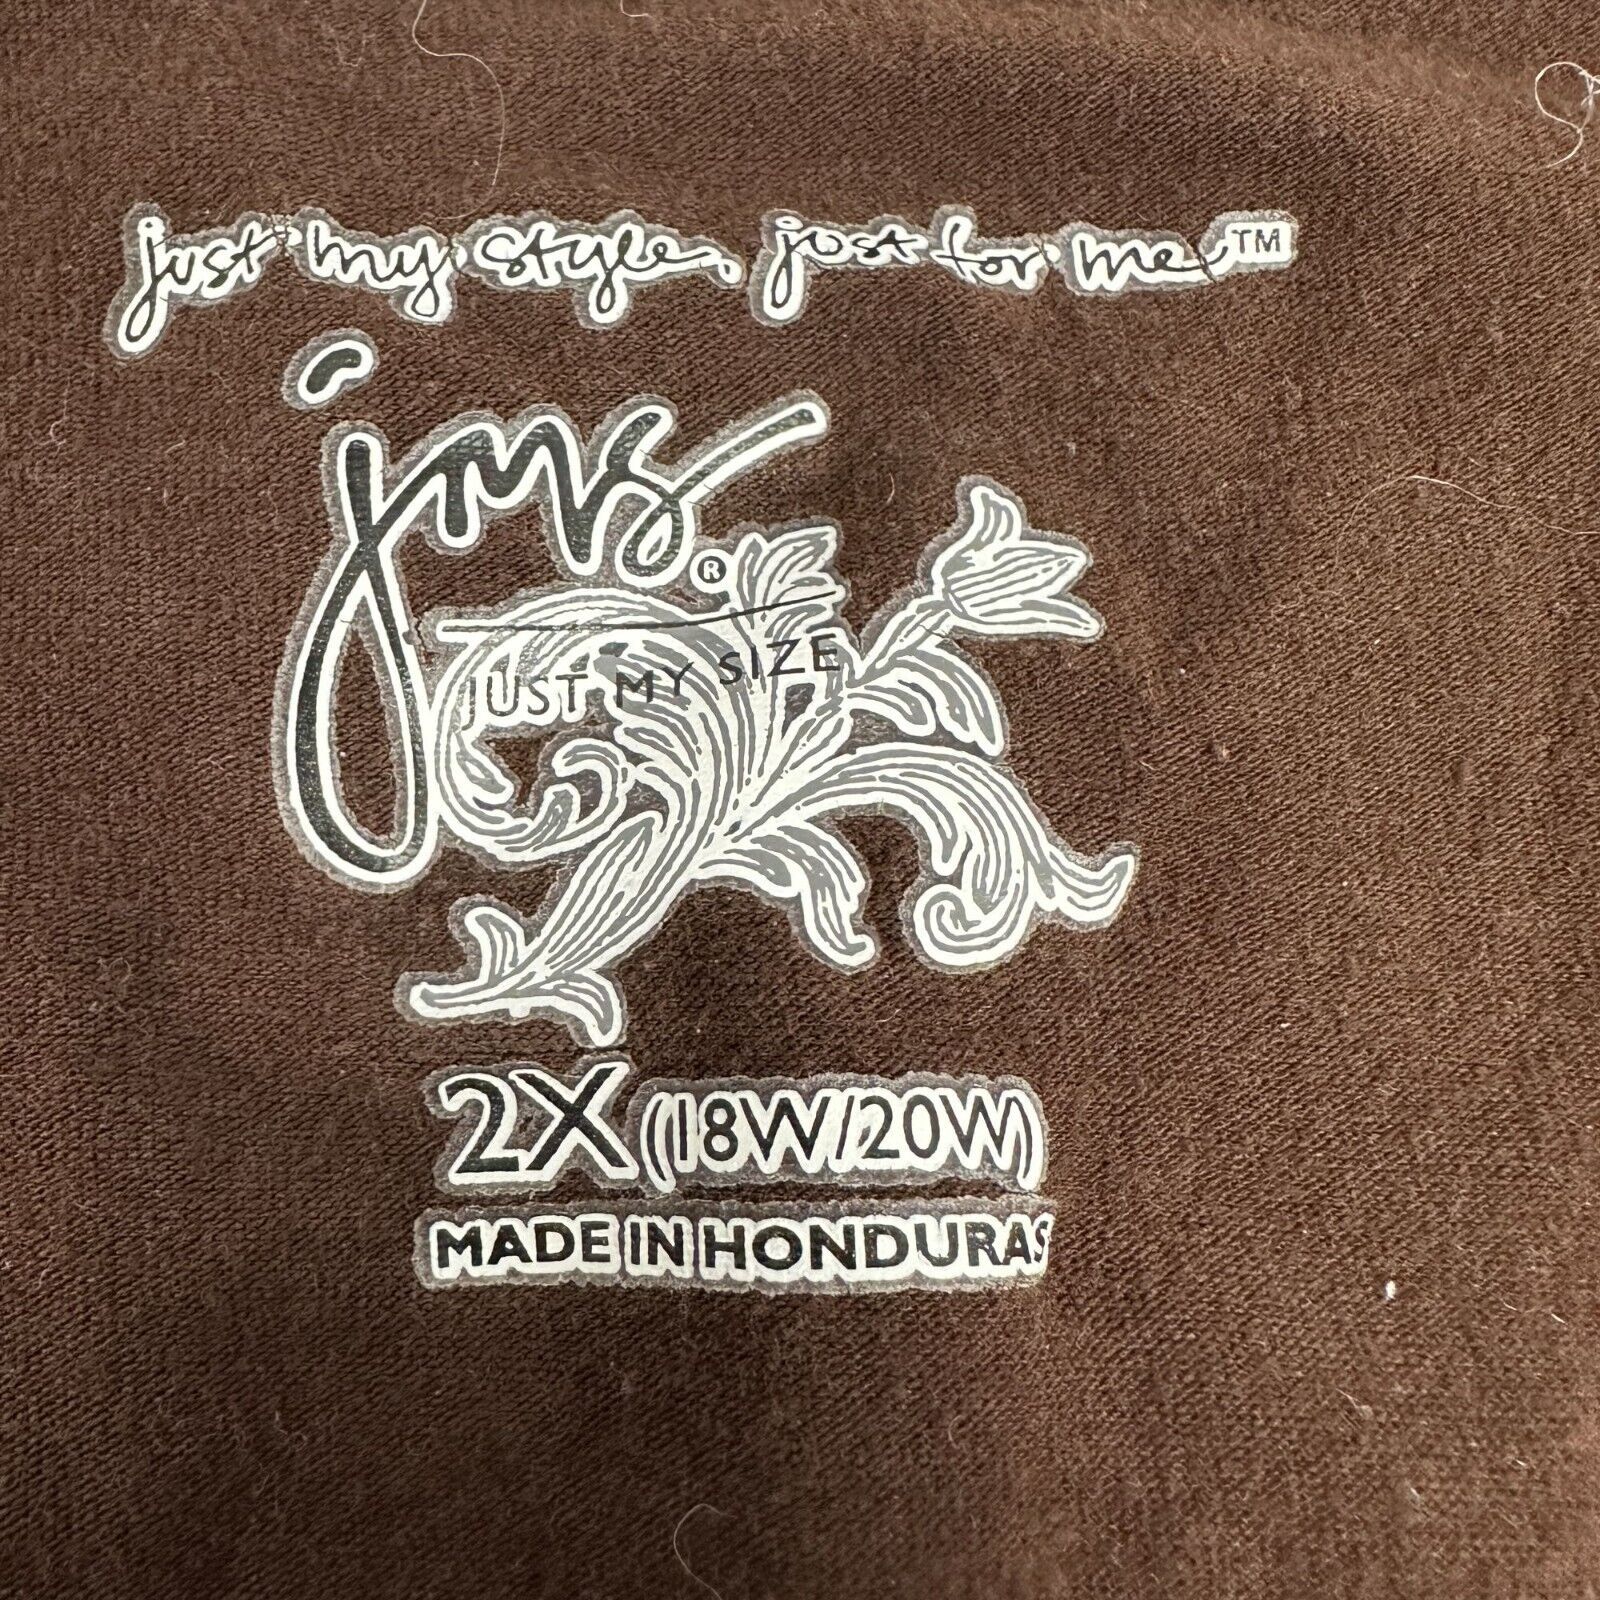 just my style, just for me™
jms®
JUST MY SIZE
2X (18W/20W)
MADE IN HONDURAS